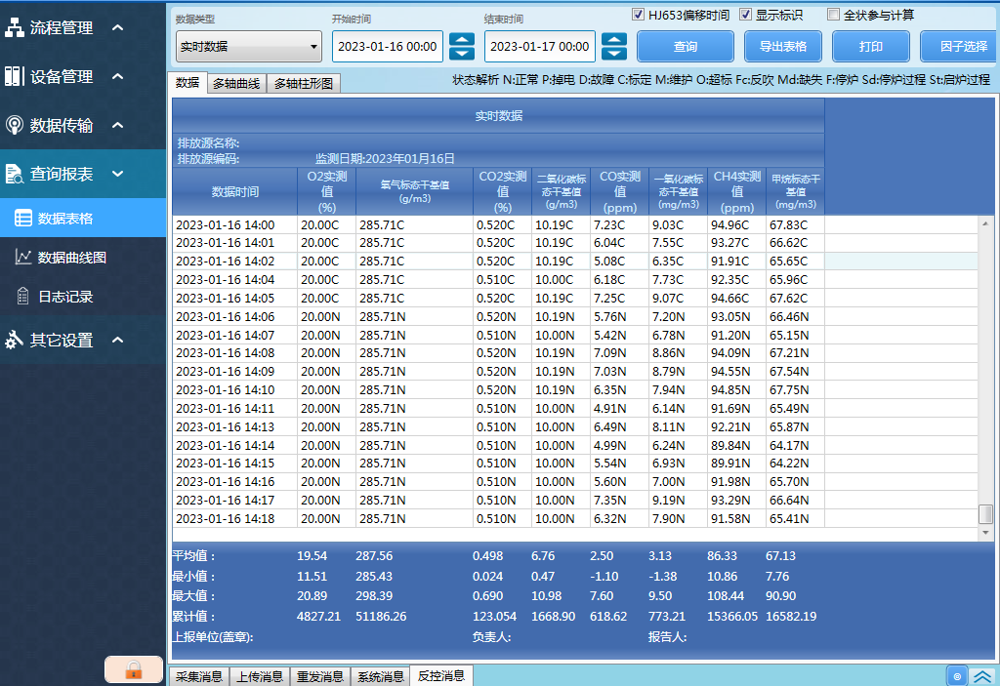 流程管理
设备管理
数据传输
查询报表
数据表格
数据曲线图
日志记录
其它设置
数据类型 开始时间 结束时间 HJ653偏移时间 显示标识 全状参与计算
实时数据 2023-01-16 00:00 2023-01-17 00:00 查询 导出表格 打印 因子选择
数据 多轴曲线 多轴柱形图 状态解析 N:正常 P:掉电 D:故障 C:标定 M:维护 O:超标 Fc:反吹 Md:缺失 F:停炉 Sd:停炉过程 St:启炉过程
实时数据
排放源名称:
排放源编码: 监测日期:2023年01月16日
数据时间 O2实测值(%) 氧气标态干基值(g/m3) CO2实测值(%) 二氧化碳标态干基值(g/m3) CO实测值(ppm) 一氧化碳标态干基值(mg/m3) CH4实测值(ppm) 甲烷标态干基值(mg/m3)
2023-01-16 14:00 20.00C 285.71C 0.520C 10.19C 7.23C 9.03C 94.96C 67.83C
2023-01-16 14:01 20.00C 285.71C 0.520C 10.19C 6.04C 7.55C 93.27C 66.62C
2023-01-16 14:02 20.00C 285.71C 0.520C 10.19C 5.08C 6.35C 91.91C 65.65C
2023-01-16 14:04 20.00C 285.71C 0.510C 10.00C 6.18C 7.73C 92.35C 65.96C
2023-01-16 14:05 20.00C 285.71C 0.520C 10.19C 7.25C 9.07C 94.66C 67.62C
2023-01-16 14:06 20.00N 285.71N 0.520N 10.19N 5.76N 7.20N 93.05N 66.46N
2023-01-16 14:07 20.00N 285.71N 0.510N 10.00N 5.42N 6.78N 91.20N 65.15N
2023-01-16 14:08 20.00N 285.71N 0.520N 10.19N 7.09N 8.86N 94.09N 67.21N
2023-01-16 14:09 20.00N 285.71N 0.520N 10.19N 7.03N 8.79N 94.55N 67.54N
2023-01-16 14:10 20.00N 285.71N 0.520N 10.19N 6.35N 7.94N 94.85N 67.75N
2023-01-16 14:11 20.00N 285.71N 0.510N 10.00N 4.91N 6.14N 91.69N 65.49N
2023-01-16 14:13 20.00N 285.71N 0.510N 10.00N 6.49N 8.11N 92.21N 65.87N
2023-01-16 14:14 20.00N 285.71N 0.510N 10.00N 4.99N 6.24N 89.84N 64.17N
2023-01-16 14:15 20.00N 285.71N 0.510N 10.00N 5.54N 6.93N 89.91N 64.22N
2023-01-16 14:16 20.00N 285.71N 0.510N 10.00N 5.60N 7.00N 91.98N 65.70N
2023-01-16 14:17 20.00N 285.71N 0.510N 10.00N 7.35N 9.19N 93.29N 66.64N
2023-01-16 14:18 20.00N 285.71N 0.510N 10.00N 6.32N 7.90N 91.58N 65.41N
平均值： 19.54 287.56 0.498 6.76 2.50 3.13 86.33 67.13
最小值： 11.51 285.43 0.024 0.47 -1.10 -1.38 10.86 7.76
最大值： 20.89 298.39 0.690 10.98 7.60 9.50 108.44 90.90
累计值： 4827.21 51186.26 123.054 1668.90 618.62 773.21 15366.05 16582.19
上报单位(盖章): 负责人: 报告人:
采集消息 上传消息 重发消息 系统消息 反控消息